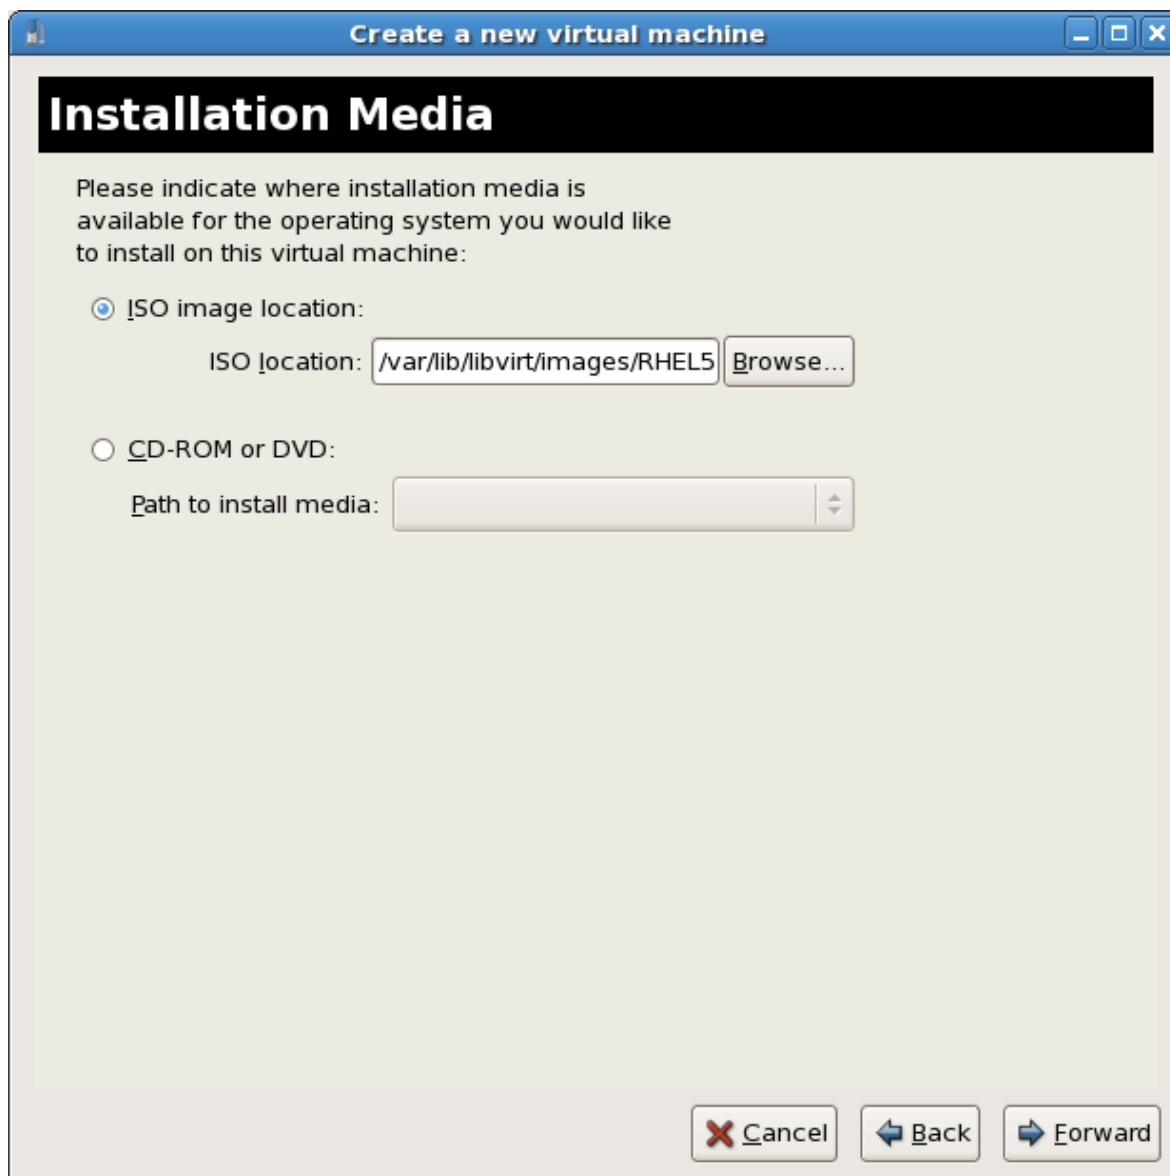 Create a new virtual machine
Installation Media
Please indicate where installation media is
available for the operating system you would like
to install on this virtual machine:
ISO image location:
ISO location: /var/lib/libvirt/images/RHEL5 Browse...
CD-ROM or DVD:
Path to install media:
Cancel Back Forward